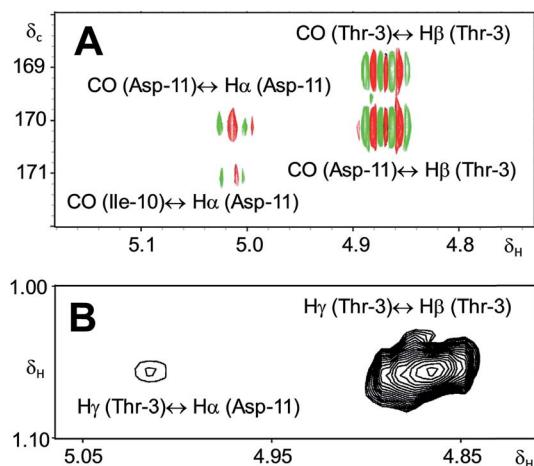 δc
A
CO (Thr-3)↔ Hβ (Thr-3)
169
CO (Asp-11)↔ Hα (Asp-11)
170
171
CO (Asp-11)↔ Hβ (Thr-3)
CO (Ile-10)↔ Hα (Asp-11)
5.1 5.0 4.9 4.8 δH
1.00
B
Hγ (Thr-3)↔ Hβ (Thr-3)
δH
Hγ (Thr-3)↔ Hα (Asp-11)
1.10
5.05 4.95 4.85 δH